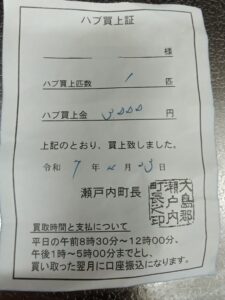 ハブ買上証
様
ハブ買上匹数 1 匹
ハブ買上金 3000 円
上記のとおり、買上致しました。
令和 7 年 2 月 23 日
瀬戸内町長
大島郡
瀬戸内
町長之印
買取時間と支払について
平日の午前8時30分～12時00分、
午後1時～5時00分までとし、
買い取った翌月に口座振込になります。